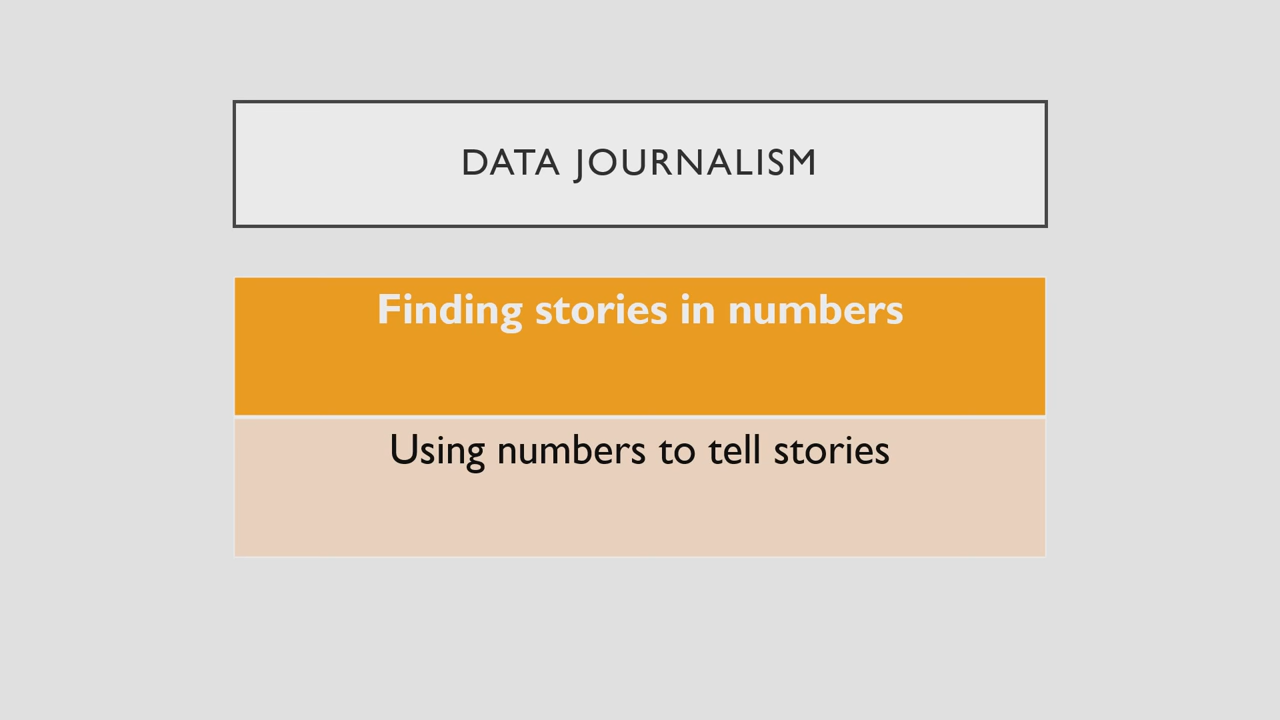 DATA JOURNALISM
Finding stories in numbers
Using numbers to tell stories